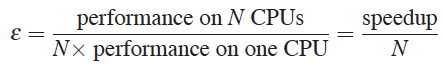 ε = performance on N CPUs / N× performance on one CPU = speedup / N